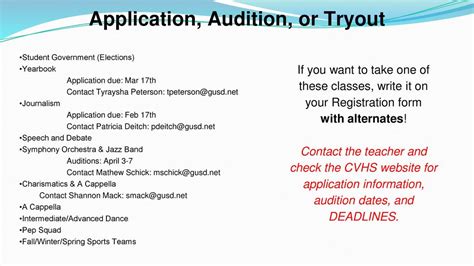 Application, Audition, or Tryout
•Student Government (Elections)
•Yearbook
Application due: Mar 17th
Contact Tyraysha Peterson: tpeterson@gusd.net
•Journalism
Application due: Feb 17th
Contact Patricia Deitch: pdeitch@gusd.net
•Speech and Debate
•Symphony Orchestra & Jazz Band
Auditions: April 3-7
Contact Mathew Schick: mschick@gusd.net
•Charismatics & A Cappella
Contact Shannon Mack: smack@gusd.net
•A Cappella
•Intermediate/Advanced Dance
•Pep Squad
•Fall/Winter/Spring Sports Teams
If you want to take one of
these classes, write it on
your Registration form
with alternates!
Contact the teacher and
check the CVHS website for
application information,
audition dates, and
DEADLINES.